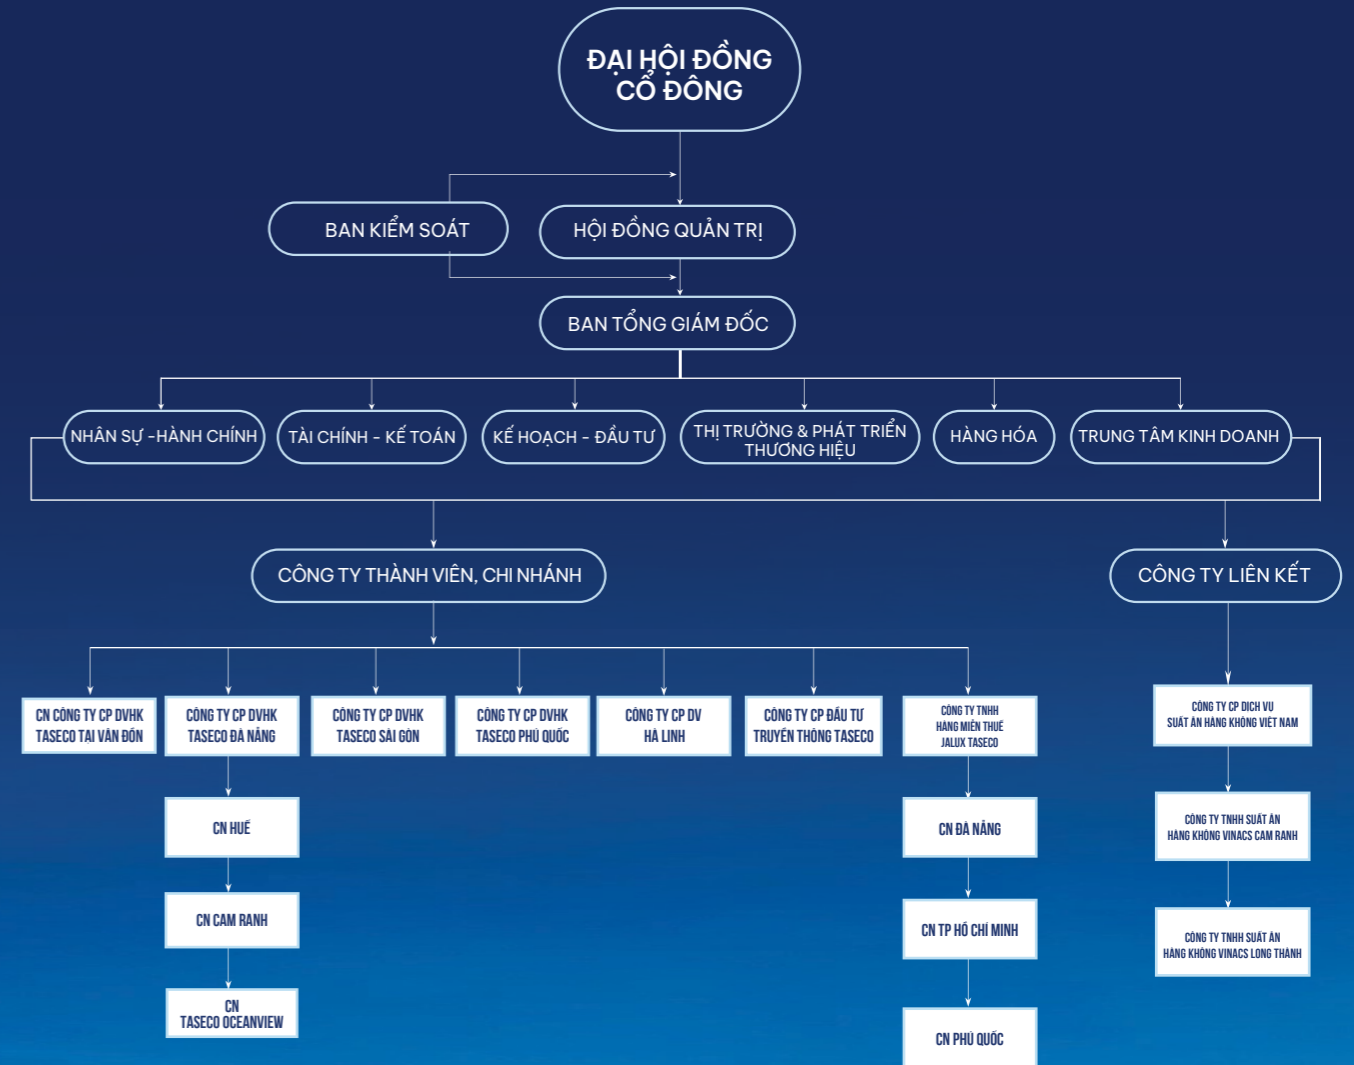 ĐẠI HỘI ĐỒNG
CỔ ĐÔNG
BAN KIỂM SOÁT
HỘI ĐỒNG QUẢN TRỊ
BAN TỔNG GIÁM ĐỐC
NHÂN SỰ -HÀNH CHÍNH
TÀI CHÍNH - KẾ TOÁN
KẾ HOẠCH - ĐẦU TƯ
THỊ TRƯỜNG & PHÁT TRIỂN
THƯƠNG HIỆU
HÀNG HÓA
TRUNG TÂM KINH DOANH
CÔNG TY THÀNH VIÊN, CHI NHÁNH
CÔNG TY LIÊN KẾT
CN CÔNG TY CP DVHK
TASECO TẠI VÂN ĐỒN
CÔNG TY CP DVHK
TASECO ĐÀ NẴNG
CÔNG TY CP DVHK
TASECO SÀI GÒN
CÔNG TY CP DVHK
TASECO PHÚ QUỐC
CÔNG TY CP DV
HÀ LINH
CÔNG TY CP ĐẦU TƯ
TRUYỀN THÔNG TASECO
CÔNG TY TNHH
HÀNG MIỄN THUẾ
JALUX TASECO
CÔNG TY CP DỊCH VỤ
SUẤT ĂN HÀNG KHÔNG VIỆT NAM
CN HUẾ
CN ĐÀ NẴNG
CÔNG TY TNHH SUẤT ĂN
HÀNG KHÔNG VINACS CAM RANH
CN CAM RANH
CN TP HỒ CHÍ MINH
CÔNG TY TNHH SUẤT ĂN
HÀNG KHÔNG VINACS LONG THÀNH
CN
TASECO OCEANVIEW
CN PHÚ QUỐC